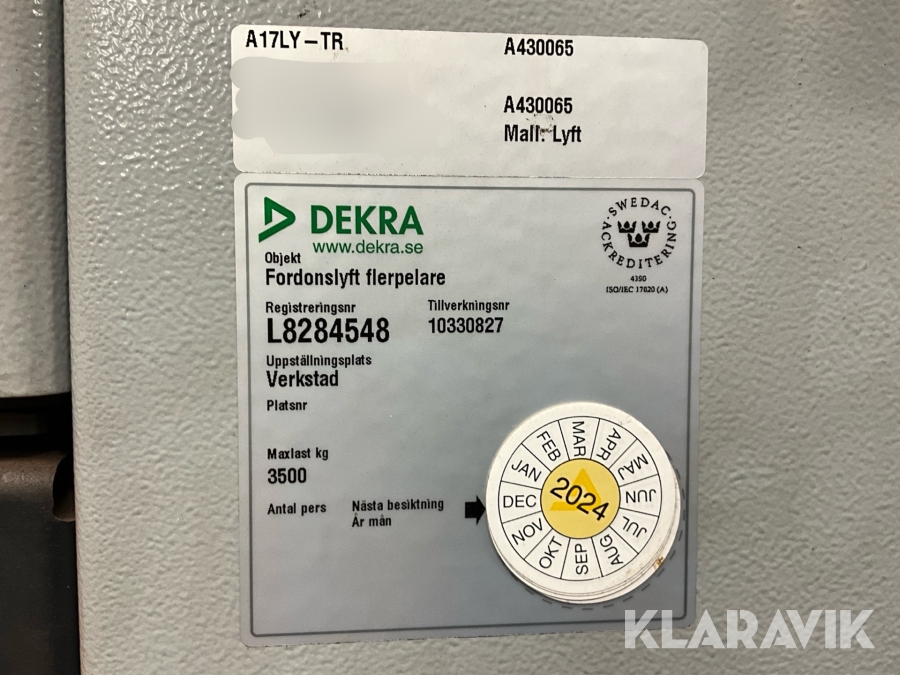 A17LY-TR
A430065
A430065
Mall: Lyft
DEKRA
www.dekra.se
SWEDAC
ACKREDITERING
4390
ISO/IEC 17020 (A)
Objekt
Fordonslyft flerpelare
Registreringsnr
Tillverkningsnr
L8284548
10330827
Uppställningsplats
Verkstad
Platsnr
Maxlast kg
3500
Antal pers
Nästa besiktning
År mån
JAN
FEB
MAR
APR
MAJ
JUN
JUL
AUG
SEP
OKT
NOV
DEC
2024
KLARAVIK